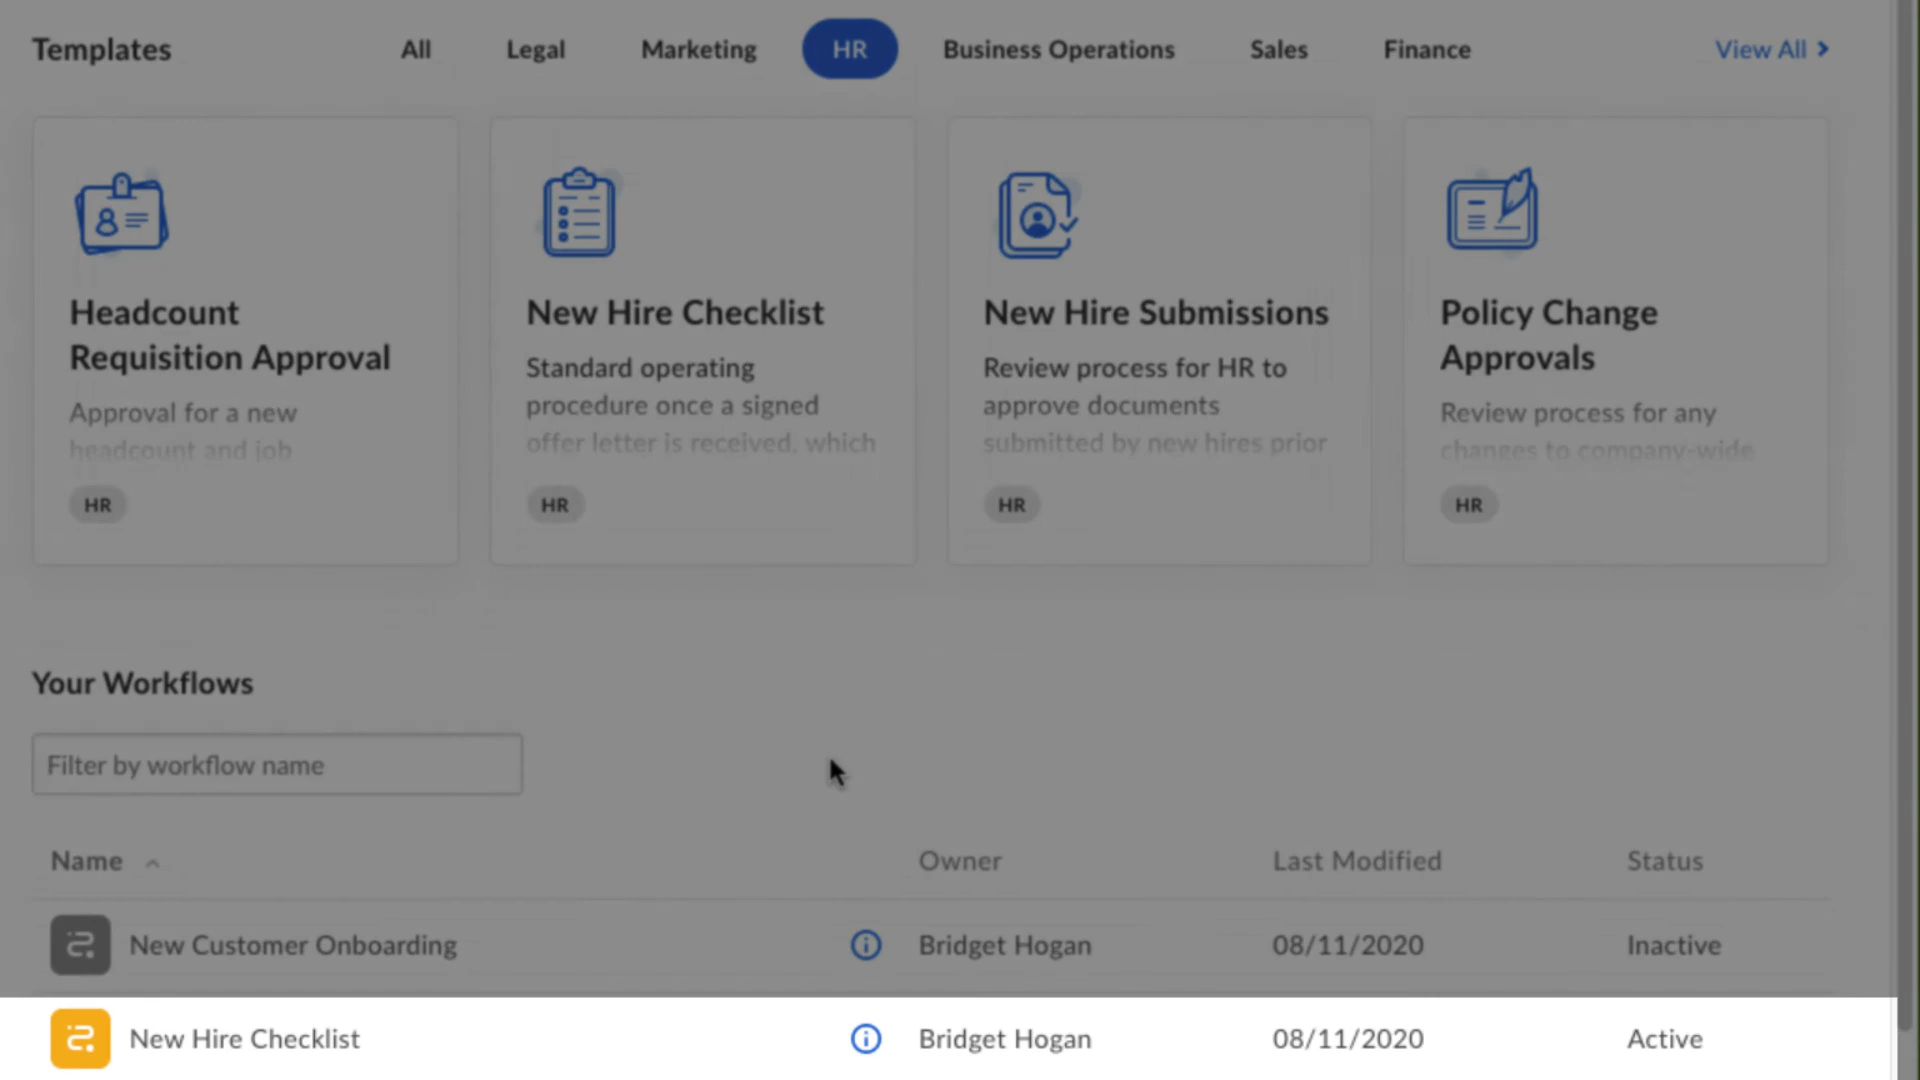 Templates All Legal Marketing HR Business Operations Sales Finance View All
Headcount
Requisition Approval
Approval for a new
headcount and job
HR
New Hire Checklist
Standard operating
procedure once a signed
offer letter is received, which
HR
New Hire Submissions
Review process for HR to
approve documents
submitted by new hires prior
HR
Policy Change
Approvals
Review process for any
changes to company-wide
HR
Your Workflows
Filter by workflow name
Name Owner Last Modified Status
New Customer Onboarding Bridget Hogan 08/11/2020 Inactive
New Hire Checklist Bridget Hogan 08/11/2020 Active